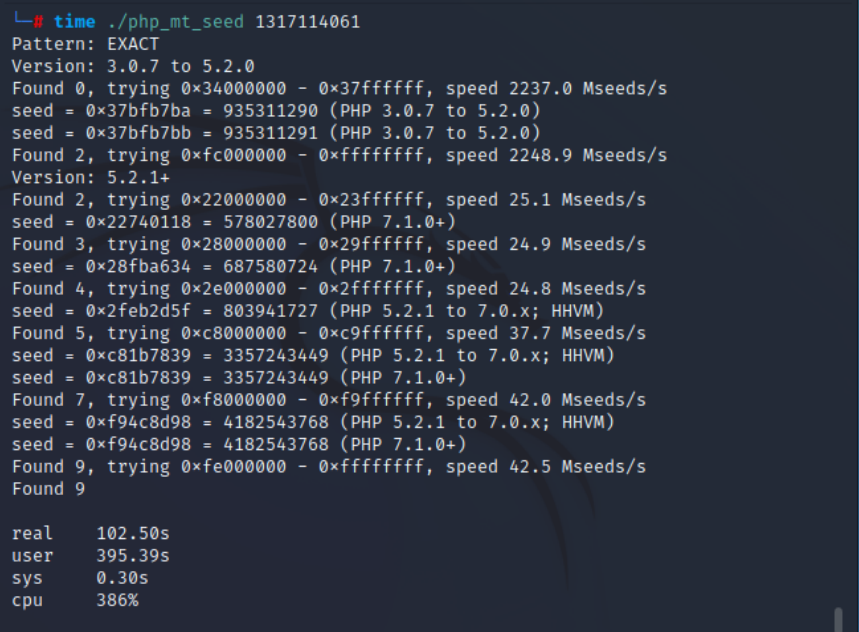 └─# time ./php_mt_seed 1317114061
Pattern: EXACT
Version: 3.0.7 to 5.2.0
Found 0, trying 0×34000000 - 0×37ffffff, speed 2237.0 Mseeds/s
seed = 0×37bfb7ba = 935311290 (PHP 3.0.7 to 5.2.0)
seed = 0×37bfb7bb = 935311291 (PHP 3.0.7 to 5.2.0)
Found 2, trying 0×fc000000 - 0×ffffffff, speed 2248.9 Mseeds/s
Version: 5.2.1+
Found 2, trying 0×22000000 - 0×23ffffff, speed 25.1 Mseeds/s
seed = 0×22740118 = 578027800 (PHP 7.1.0+)
Found 3, trying 0×28000000 - 0×29ffffff, speed 24.9 Mseeds/s
seed = 0×28fba634 = 687580724 (PHP 7.1.0+)
Found 4, trying 0×2e000000 - 0×2fffffff, speed 24.8 Mseeds/s
seed = 0×2feb2d5f = 803941727 (PHP 5.2.1 to 7.0.x; HHVM)
Found 5, trying 0×c8000000 - 0×c9ffffff, speed 37.7 Mseeds/s
seed = 0×c81b7839 = 3357243449 (PHP 5.2.1 to 7.0.x; HHVM)
seed = 0×c81b7839 = 3357243449 (PHP 7.1.0+)
Found 7, trying 0×f8000000 - 0×f9ffffff, speed 42.0 Mseeds/s
seed = 0×f94c8d98 = 4182543768 (PHP 5.2.1 to 7.0.x; HHVM)
seed = 0×f94c8d98 = 4182543768 (PHP 7.1.0+)
Found 9, trying 0×fe000000 - 0×ffffffff, speed 42.5 Mseeds/s
Found 9
real 102.50s
user 395.39s
sys 0.30s
cpu 386%